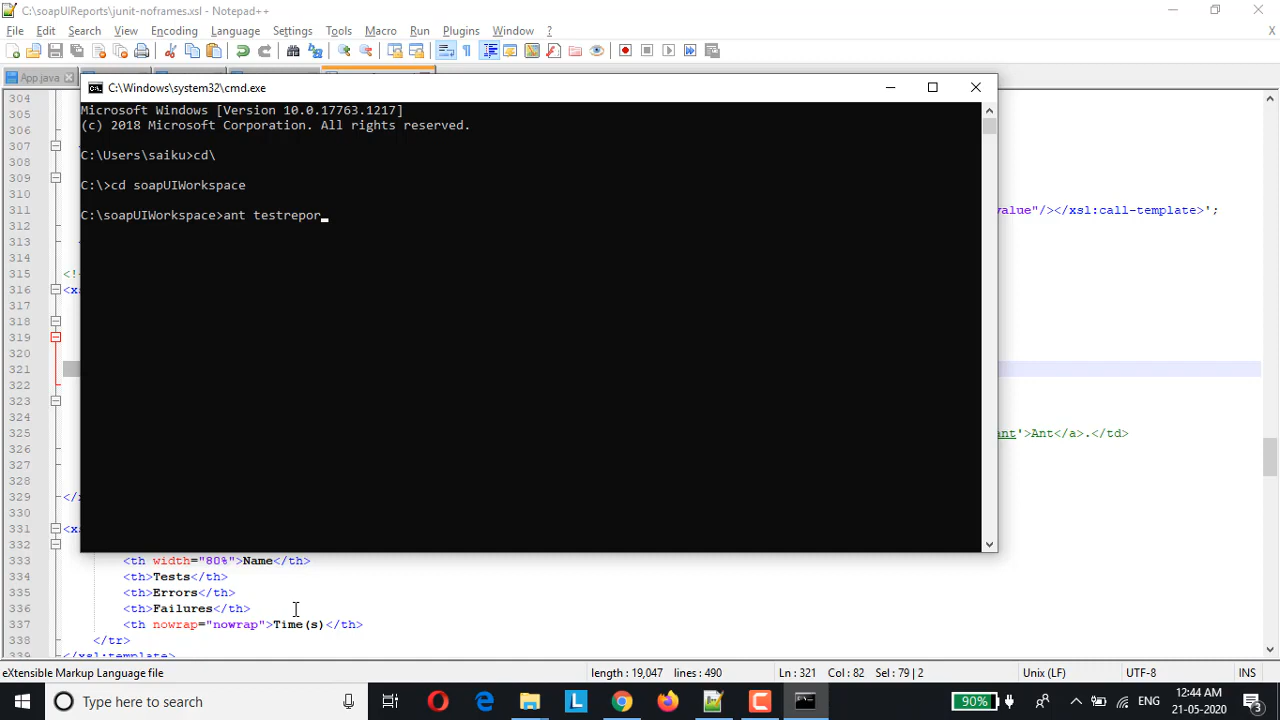 C:\soapUIReports\junit-noframes.xsl - Notepad++
File Edit Search View Encoding Language Settings Tools Macro Run Plugins Window ?
X
App.java
C:\Windows\system32\cmd.exe
Microsoft Windows [Version 10.0.17763.1217]
(c) 2018 Microsoft Corporation. All rights reserved.
C:\Users\saiku>cd\
C:\>cd soapUIWorkspace
C:\soapUIWorkspace>ant testrepor_
304
305
306
307
308
309
310
311 value"/></xsl:call-template>';
312
313
314
315 <!-
316 <x
317
318
319
320
321
322
323
324
325 ant'>Ant</a>.</td>
326
327
328
329 </
330
331 <x
332
333 <th width="80%">Name</th>
334 <th>Tests</th>
335 <th>Errors</th>
336 <th>Failures</th>
337 <th nowrap="nowrap">Time(s)</th>
338 </tr>
339 </xsl:template>
eXtensible Markup Language file length : 19,047 lines : 490 Ln : 321 Col : 82 Sel : 79 | 2 Unix (LF) UTF-8 INS
Type here to search 90% ENG 12:44 AM
21-05-2020
3